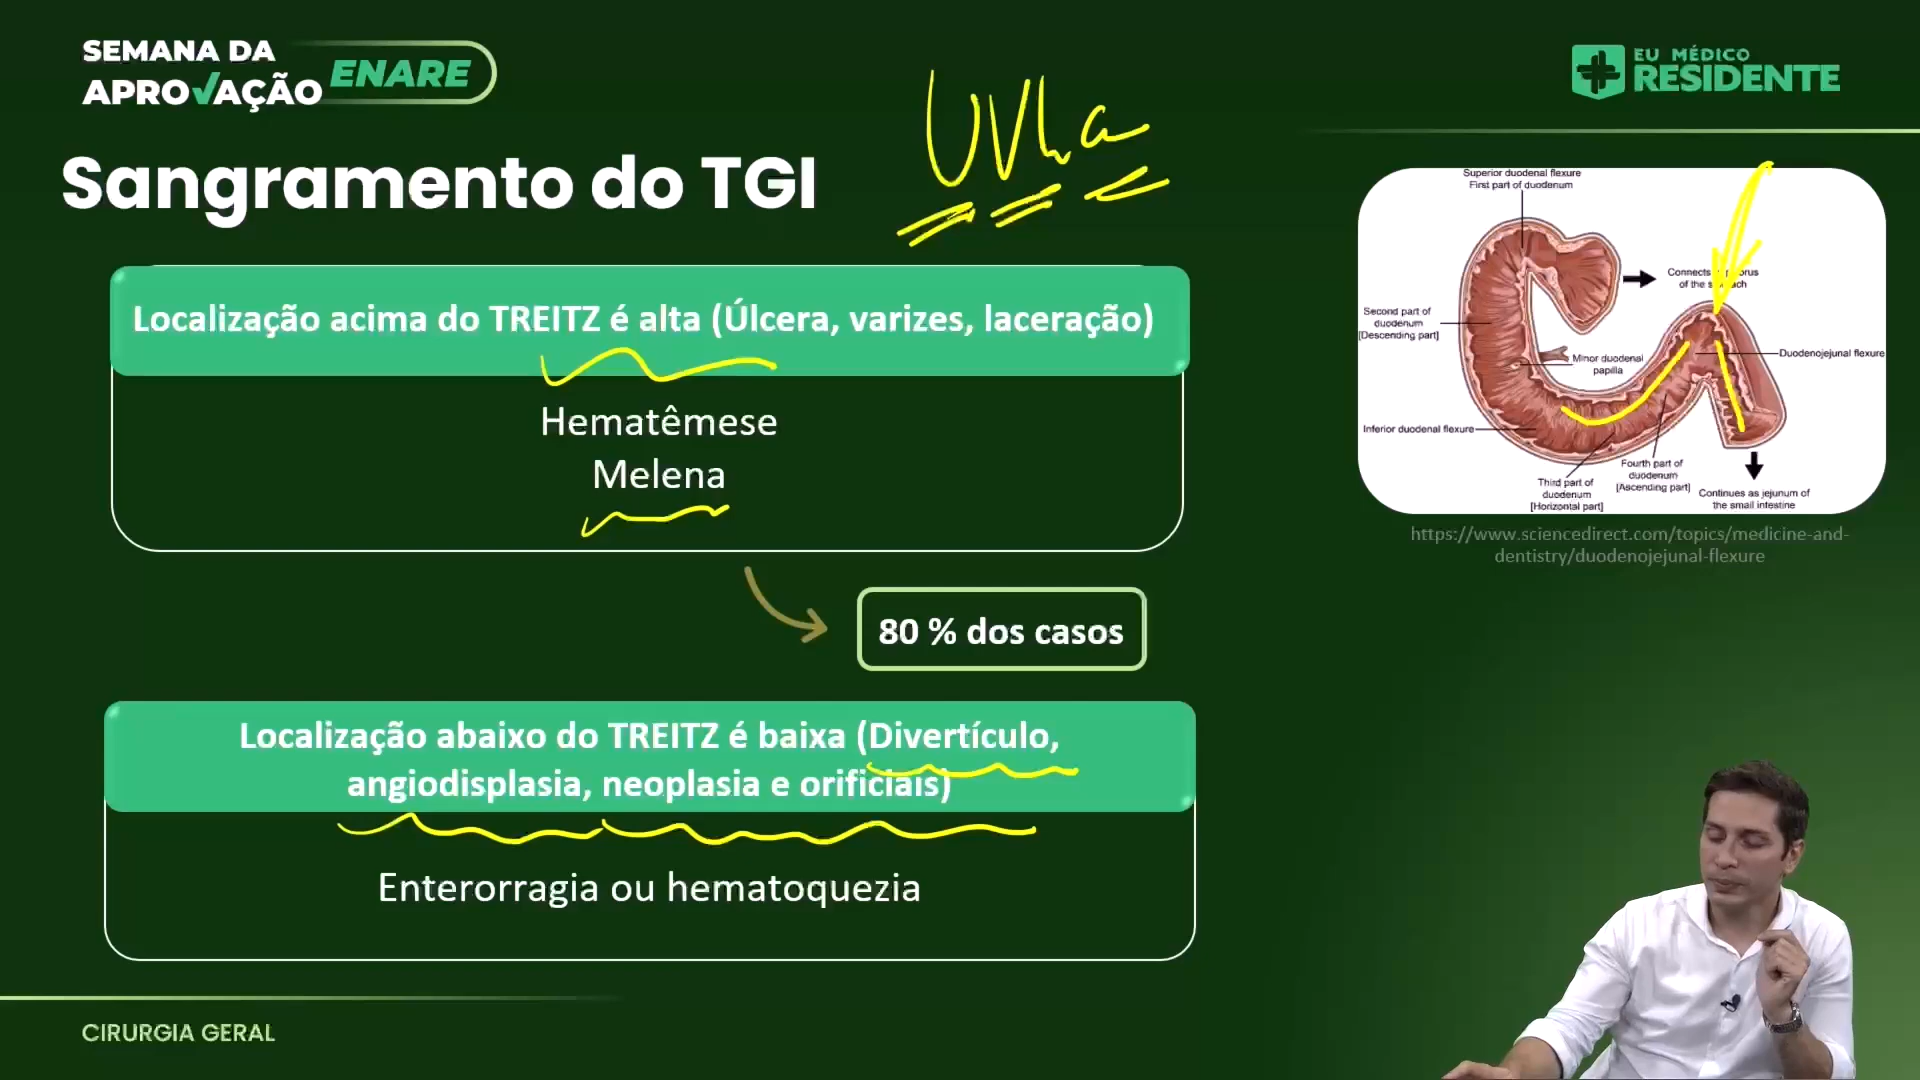 SEMANA DA
APROVAÇÃO
ENARE
EU MÉDICO
RESIDENTE
Sangramento do TGI
Localização acima do TREITZ é alta (Úlcera, varizes, laceração)
Hematêmese
Melena
80 % dos casos
Localização abaixo do TREITZ é baixa (Divertículo,
angiodisplasia, neoplasia e orificiais)
Enterorragia ou hematoquezia
Superior duodenal flexure
First part of duodenum
Connects
of the
Second part of
duodenum
[Descending part]
Minor duodenal
papilla
Duodenojejunal flexure
Inferior duodenal flexure
Fourth part of
duodenum
[Ascending part]
Third part of
duodenum
[Horizontal part]
Continues as jejunum of
the small intestine
https://www.sciencedirect.com/topics/medicine-and-
dentistry/duodenojejunal-flexure
CIRURGIA GERAL